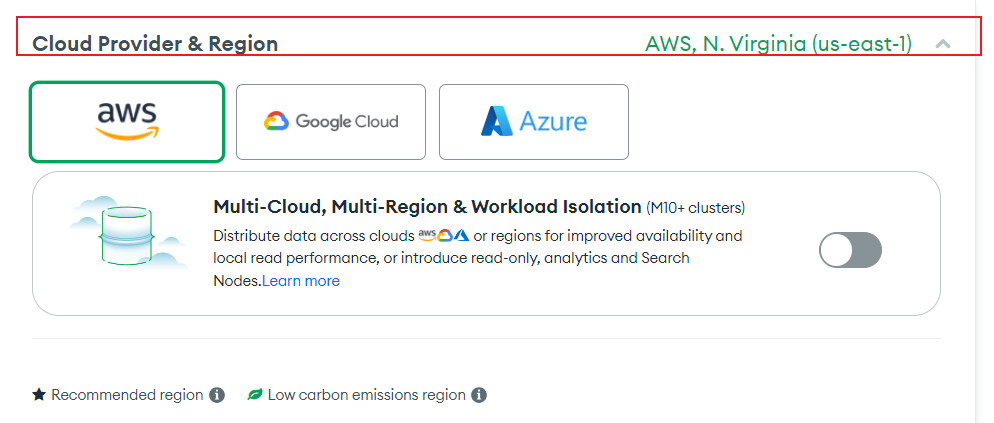 Cloud Provider & Region AWS, N. Virginia (us-east-1)
aws Google Cloud Azure
Multi-Cloud, Multi-Region & Workload Isolation (M10+ clusters)
Distribute data across clouds aws or regions for improved availability and
local read performance, or introduce read-only, analytics and Search
Nodes.Learn more
Recommended region Low carbon emissions region